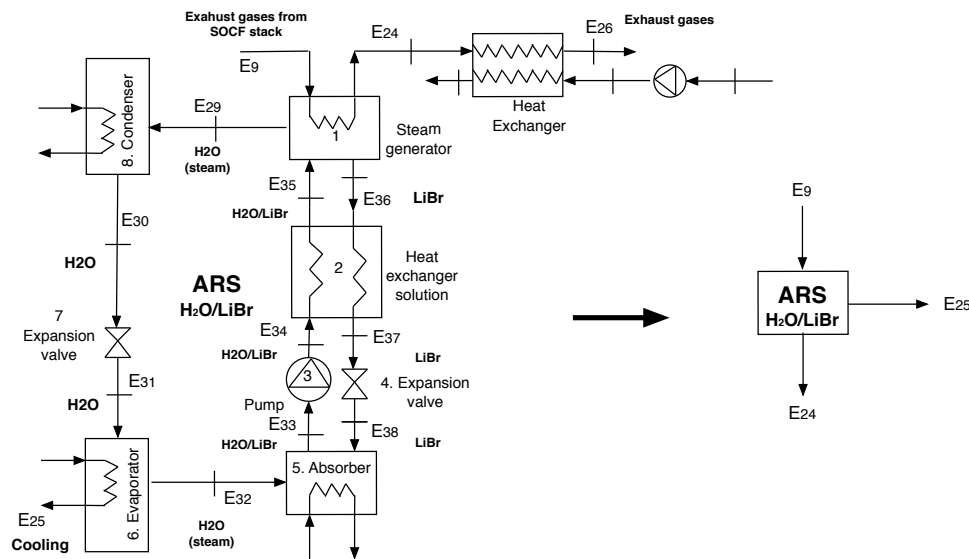 Exahust gases from
SOCF stack
E9
E24
E26
Exhaust gases
Heat
Exchanger
8. Condenser
E29
H2O
(steam)
1
Steam
generator
E35
H2O/LiBr
E36
LiBr
E30
H2O
2
Heat
exchanger
solution
ARS
H2O/LiBr
7
Expansion
valve
E34
H2O/LiBr
E37
LiBr
3
Pump
4. Expansion
valve
E31
H2O
E33
H2O/LiBr
E38
LiBr
6. Evaporator
5. Absorber
E32
H2O
(steam)
E25
Cooling
E9
ARS
H2O/LiBr
E25
E24